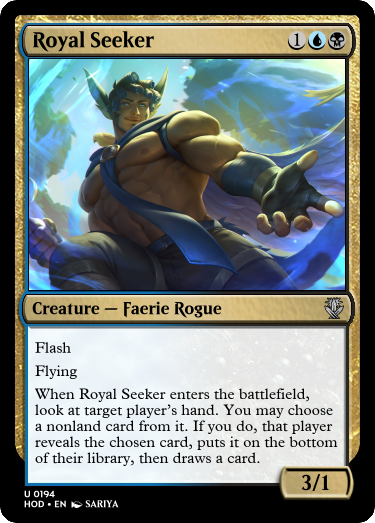 Royal Seeker 1
Creature — Faerie Rogue
Flash
Flying
When Royal Seeker enters the battlefield,
look at target player's hand. You may choose
a nonland card from it. If you do, that player
reveals the chosen card, puts it on the bottom
of their library, then draws a card.
3/1
U 0194
HOD • EN SARIYA